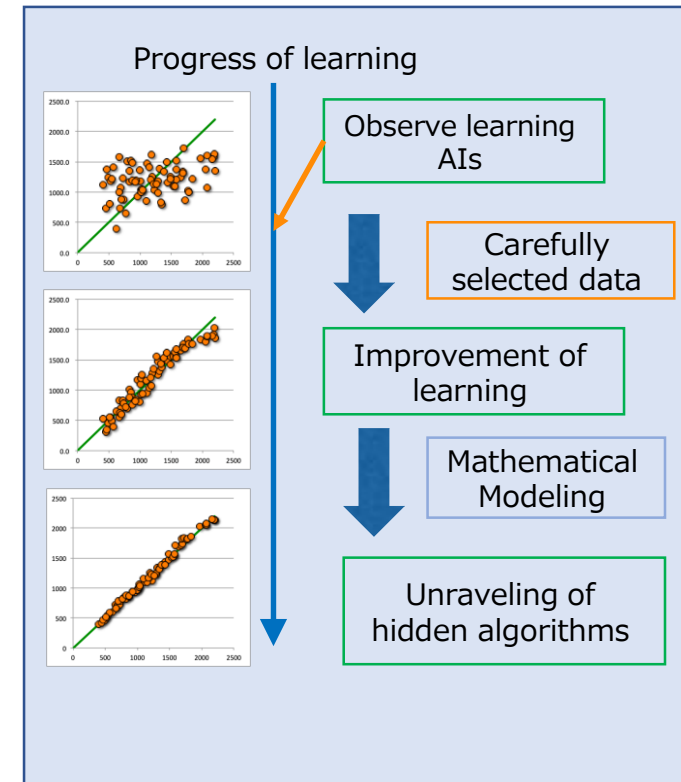 Progress of learning
2500.0
2000.0
1500.0
1000.0
500.0
0.0
0 500 1000 1500 2000 2500
Observe learning
AIs
Carefully
selected data
2500.0
2000.0
1500.0
1000.0
500.0
0.0
0 500 1000 1500 2000 2500
Improvement of
learning
Mathematical
Modeling
2500
2000
1500
1000
500
0
0 500 1000 1500 2000 2500
Unraveling of
hidden algorithms